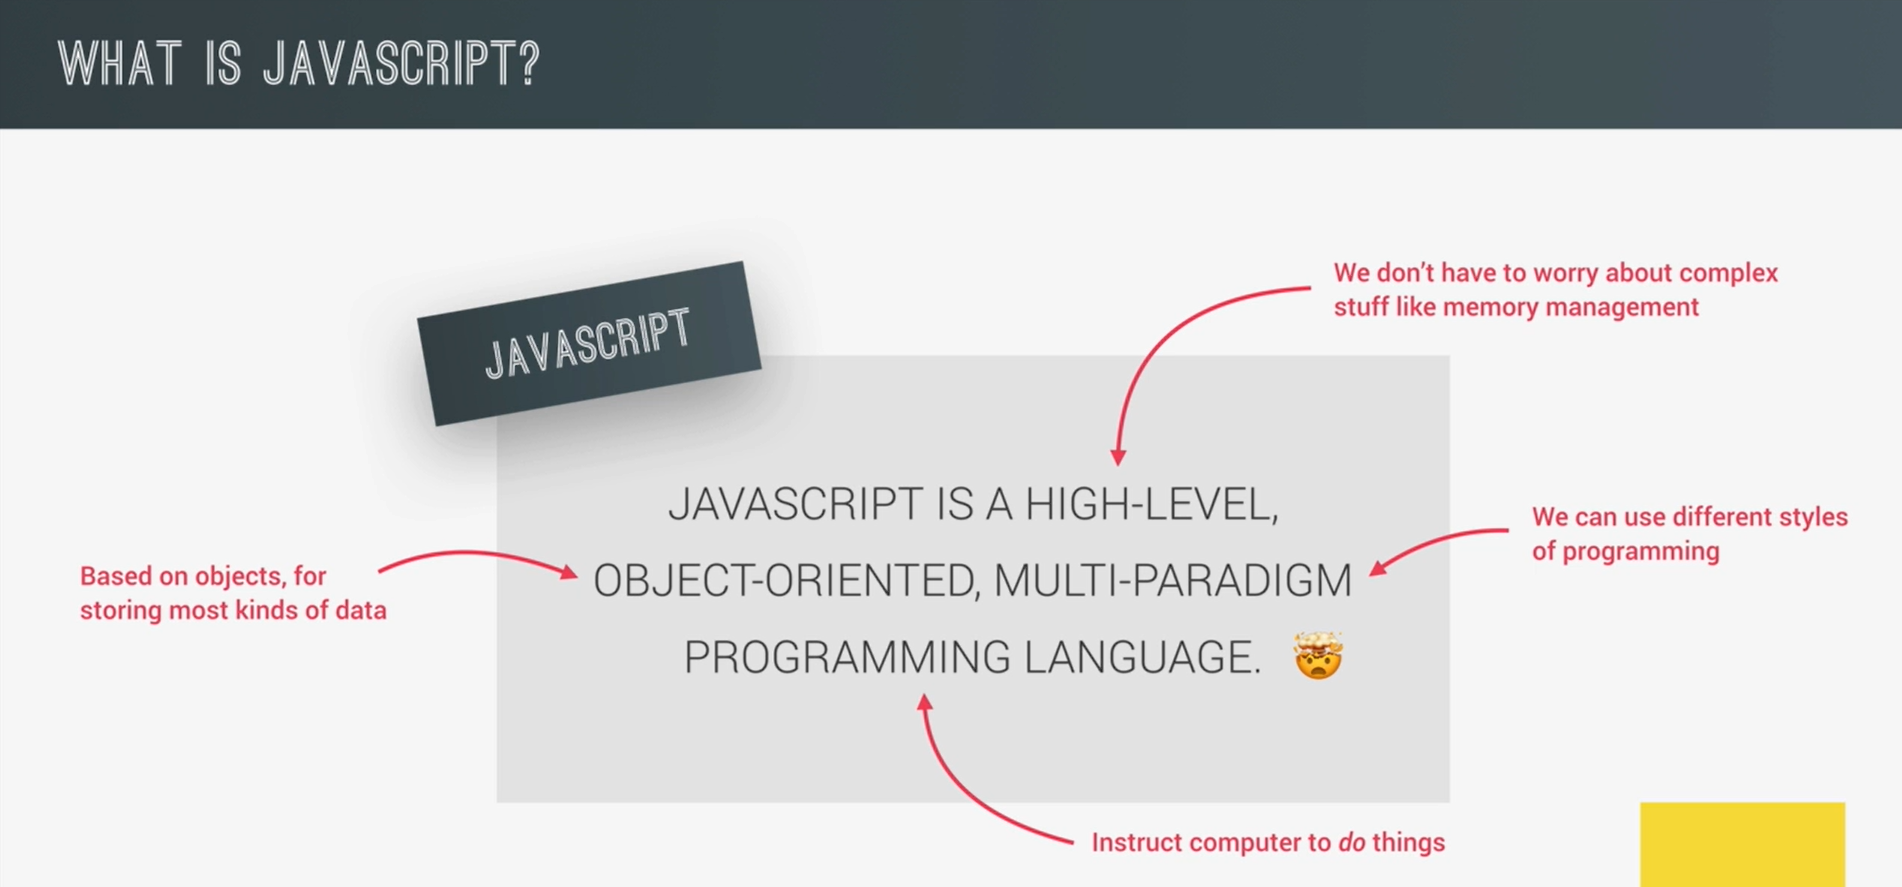 WHAT IS JAVASCRIPT?
JAVASCRIPT
We don’t have to worry about complex
stuff like memory management
JAVASCRIPT IS A HIGH-LEVEL,
OBJECT-ORIENTED, MULTI-PARADIGM
PROGRAMMING LANGUAGE. 🤯
We can use different styles
of programming
Based on objects, for
storing most kinds of data
Instruct computer to do things